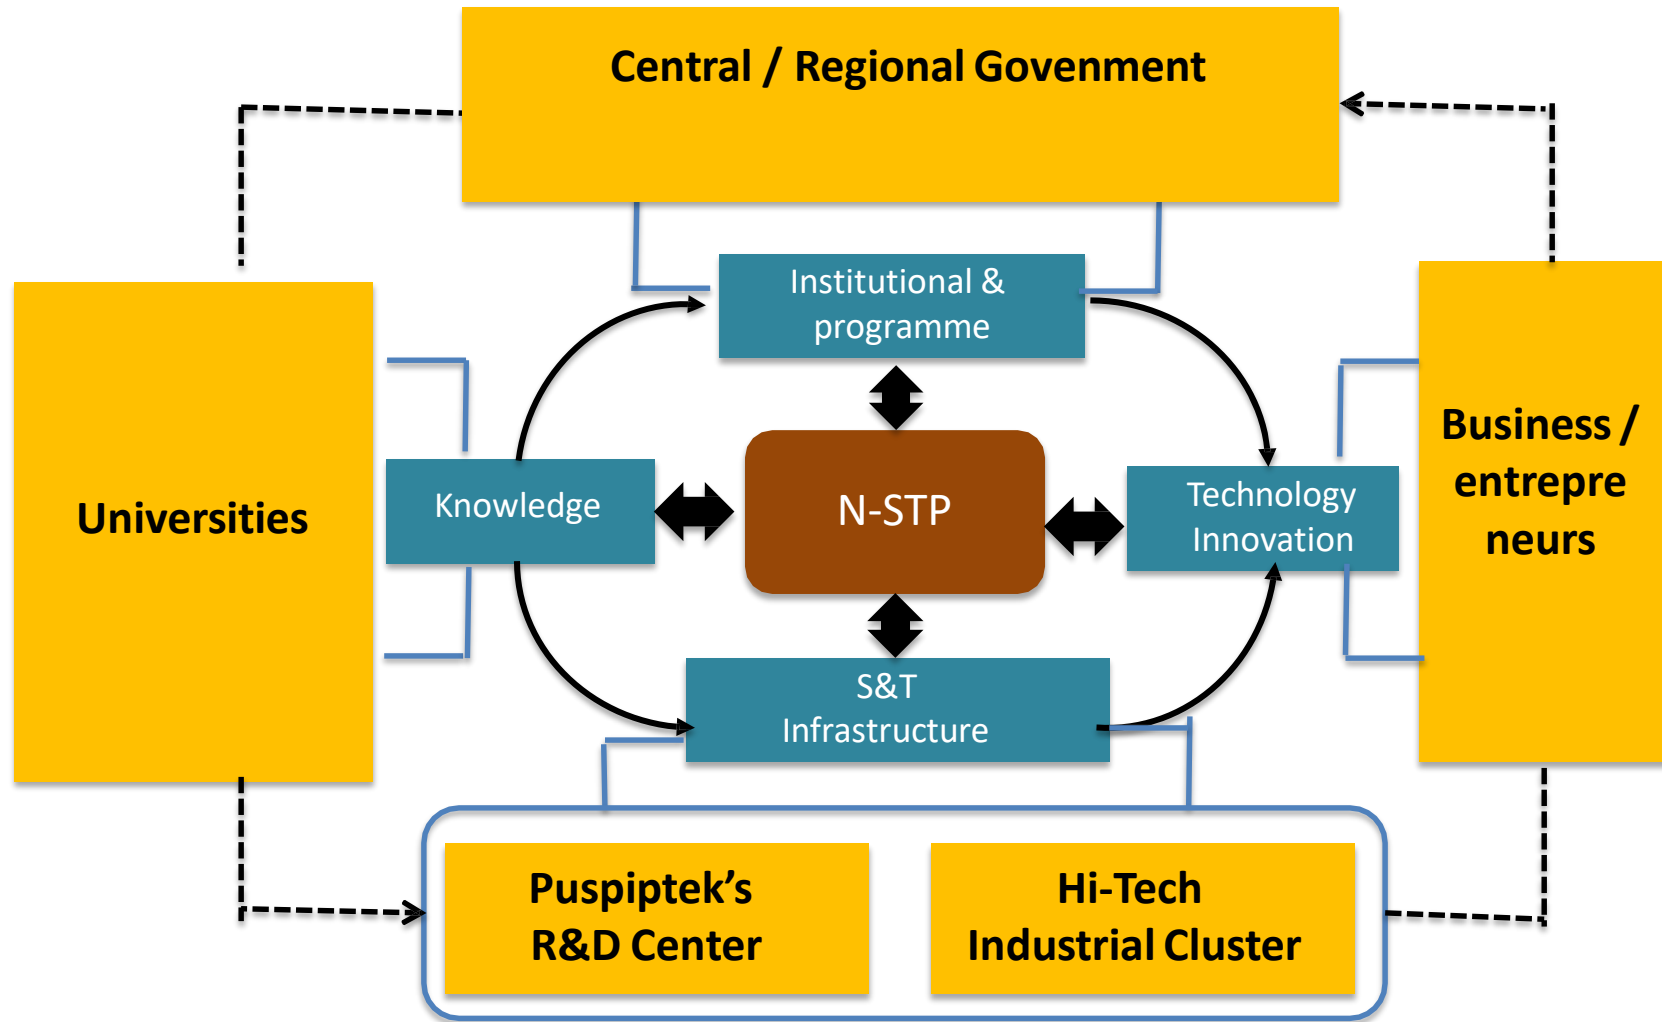 Central / Regional Govenment
Institutional &
programme
Universities
Knowledge
N-STP
Technology
Innovation
Business /
entrepre
neurs
S&T
Infrastructure
Puspiptek’s
R&D Center
Hi-Tech
Industrial Cluster